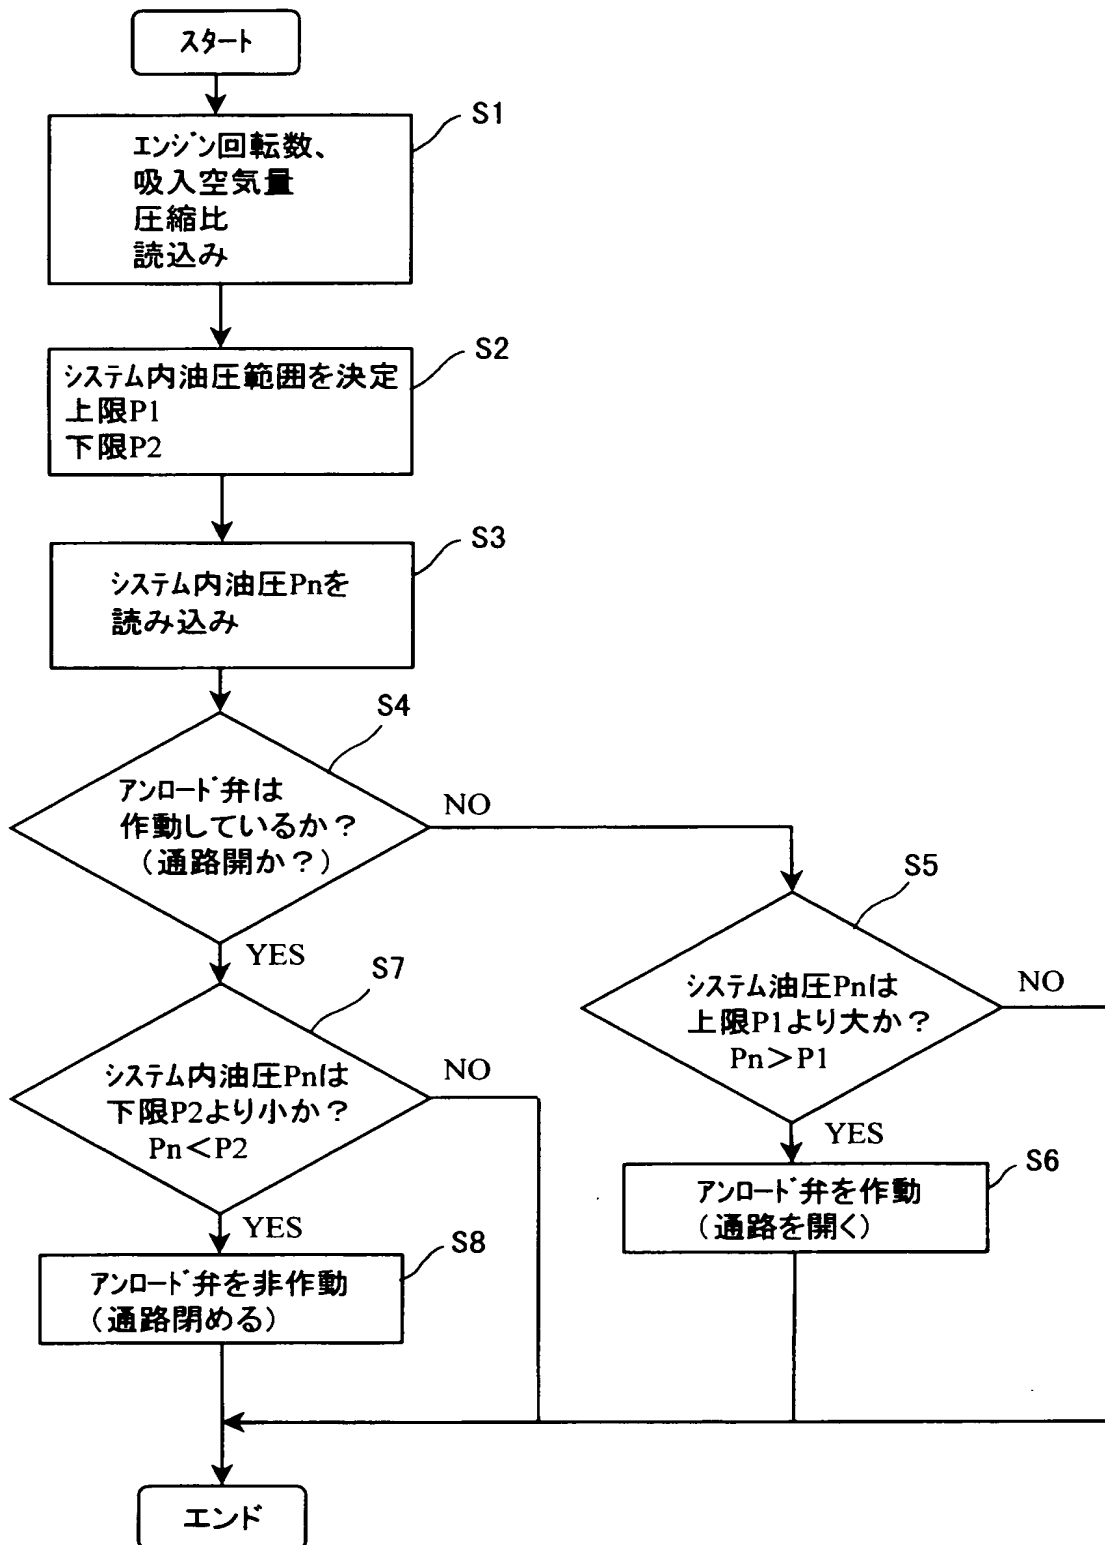 スタート
S1
エンジン回転数、
吸入空気量
圧縮比
読込み
S2
システム内油圧範囲を決定
上限P1
下限P2
S3
システム内油圧Pnを
読み込み
S4
アンロード弁は
作動しているか？
（通路開か？）
NO
YES
S5
システム油圧Pnは
上限P1より大か？
Pn＞P1
NO
YES
S6
アンロード弁を作動
（通路を開く）
S7
システム内油圧Pnは
下限P2より小か？
Pn＜P2
NO
YES
S8
アンロード弁を非作動
（通路閉める）
エンド